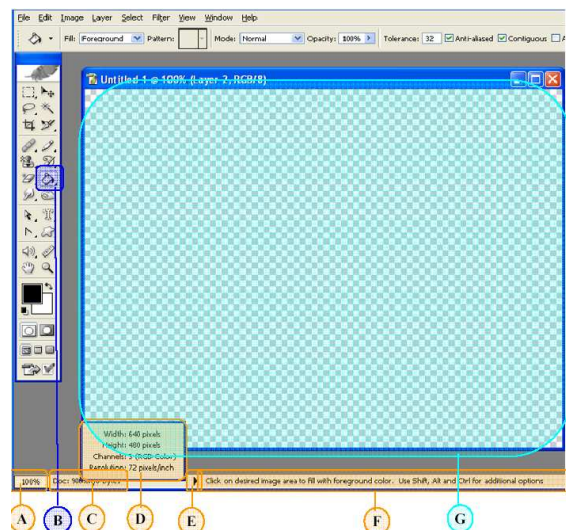 File Edit Image Layer Select Filter View Window Help
Fill: Foreground Pattern: Mode: Normal Opacity: 100% Tolerance: 32 Anti-aliased Contiguous
Untitled-1 @ 100% (Layer 2, RGB/8)
Width: 640 pixels
Height: 480 pixels
Channels: 3 (RGB Color)
Resolution: 72 pixels/inch
100% Doc: bytes Click on desired image area to fill with foreground color. Use Shift, Alt and Ctrl for additional options
A B C D E F G